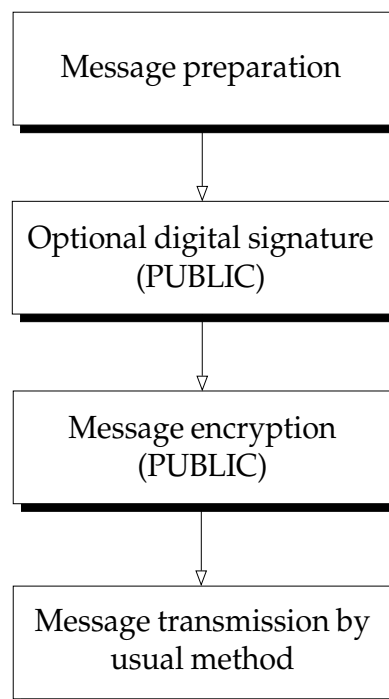 Message preparation
Optional digital signature
(PUBLIC)
Message encryption
(PUBLIC)
Message transmission by
usual method